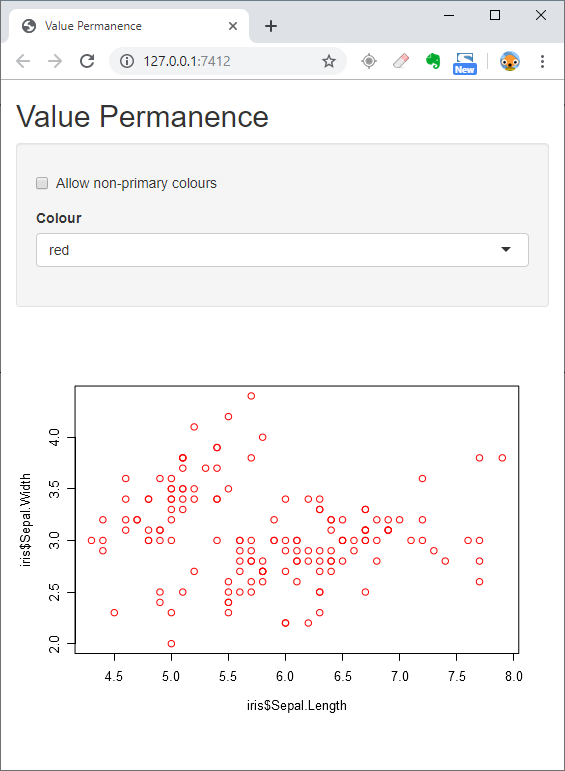 Value Permanence
127.0.0.1:7412
New
Value Permanence
Allow non-primary colours
Colour
red
4.0
3.5
3.0
2.5
2.0
iris$Sepal.Width
4.5 5.0 5.5 6.0 6.5 7.0 7.5 8.0
iris$Sepal.Length